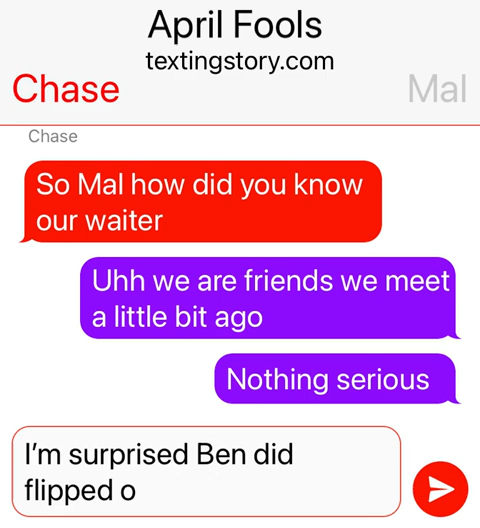 April Fools
textingstory.com
Chase Mal
Chase
So Mal how did you know
our waiter
Uhh we are friends we meet
a little bit ago
Nothing serious
I'm surprised Ben did
flipped o